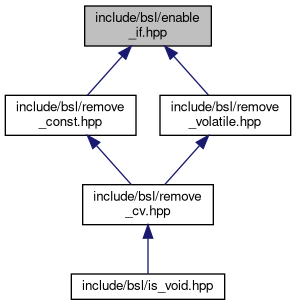 include/bsl/enable
_if.hpp
include/bsl/remove
_const.hpp
include/bsl/remove
_volatile.hpp
include/bsl/remove
_cv.hpp
include/bsl/is_void.hpp